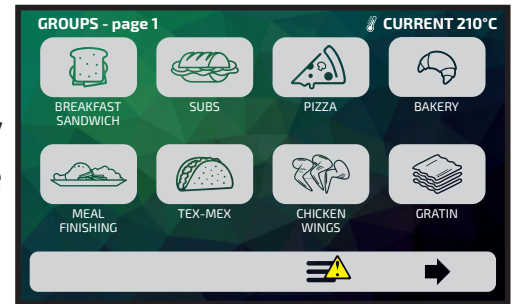 GROUPS - page 1
CURRENT 210°C
BREAKFAST
SANDWICH
SUBS
PIZZA
BAKERY
MEAL
FINISHING
TEX-MEX
CHICKEN
WINGS
GRATIN